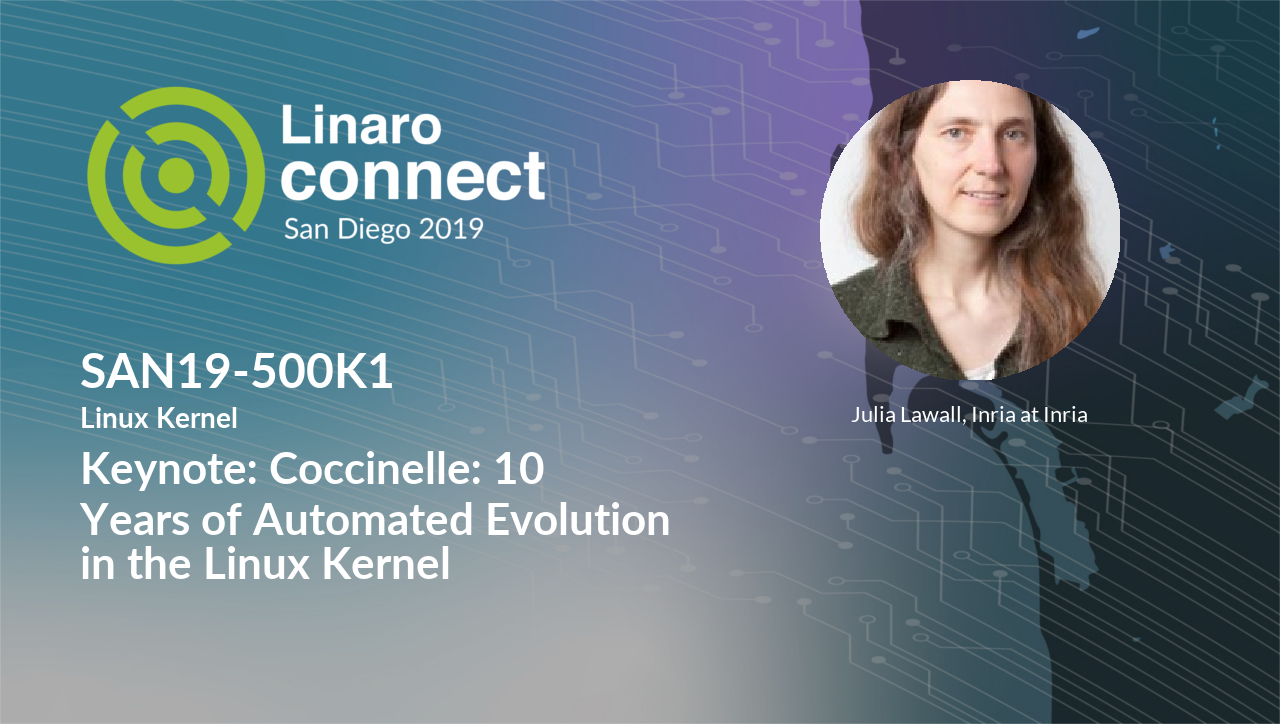 Linaro
connect
San Diego 2019
SAN19-500K1
Linux Kernel
Julia Lawall, Inria at Inria
Keynote: Coccinelle: 10
Years of Automated Evolution
in the Linux Kernel